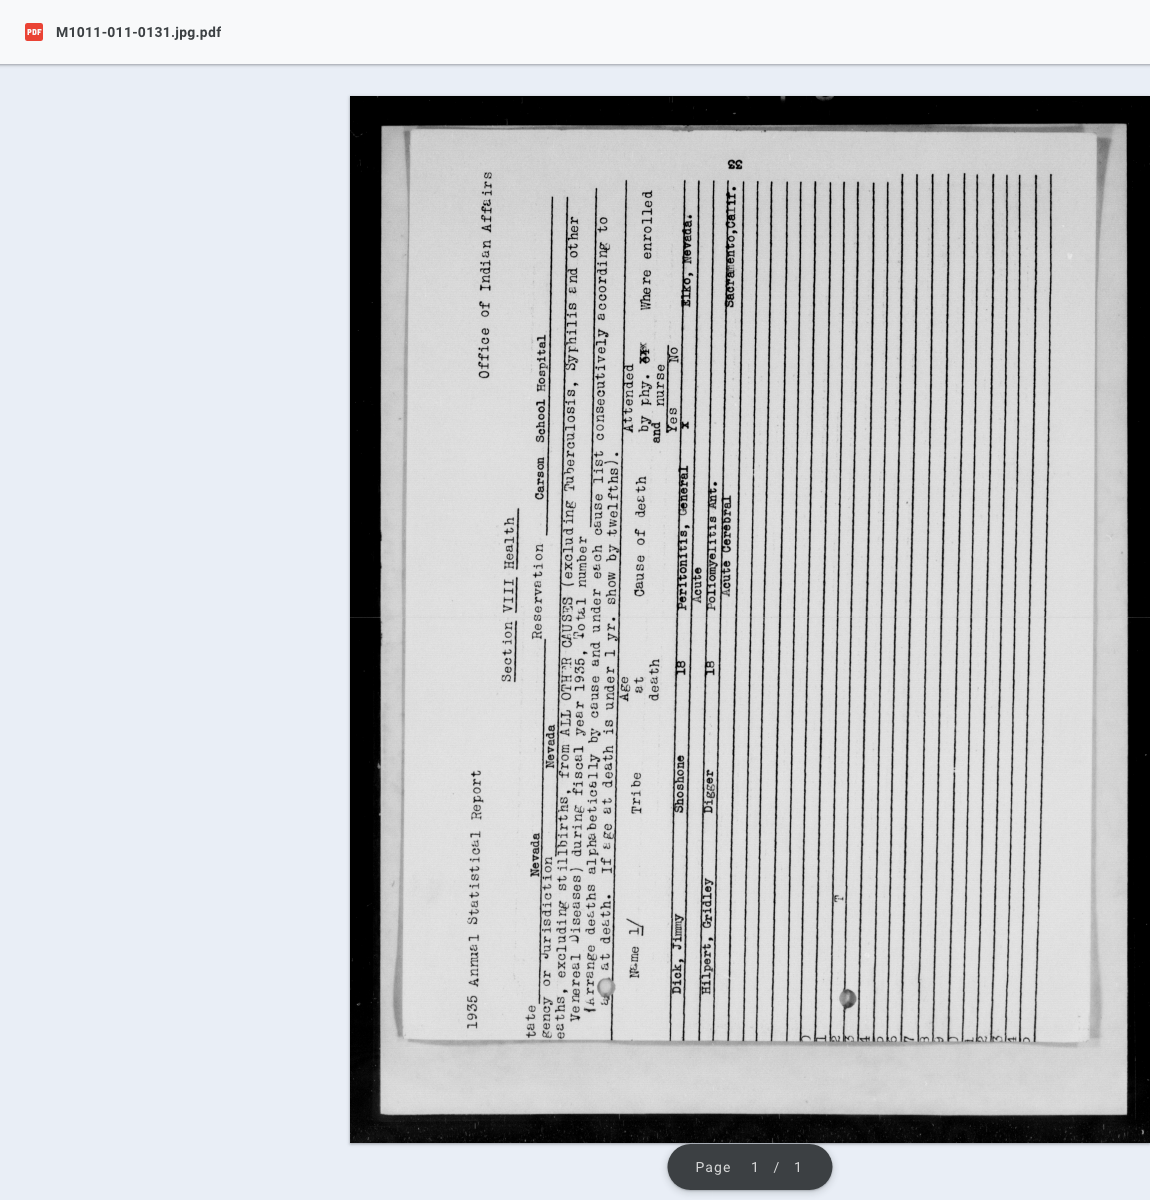 M1011-011-0131.jpg.pdf
1935 Annual Statistical Report Office of Indian Affairs
Section VIII Health
tate Nevada Reservation Carson School Hospital
gency or Jurisdiction Nevada
eaths, excluding stillbirths, from ALL OTHER CAUSES (excluding Tuberculosis, Syphilis and other
Venereal Diseases) during fiscal year 1935, Total number
(Arrange deaths alphabetically by cause and under each cause list consecutively according to
at death. If age at death is under 1 yr. show by twelfths).
Name 1/ Tribe Age at death Cause of death Attended by phy. and nurse Yes No Where enrolled
Dick, Jimmy Shoshone 18 Peritonitis, General x Elko, Nevada.
Acute
Hilpert, Gridley Digger 18 Poliomyelitis Ant.
Acute Cerebral Sacramento, Calif.
T
Page 1 / 1